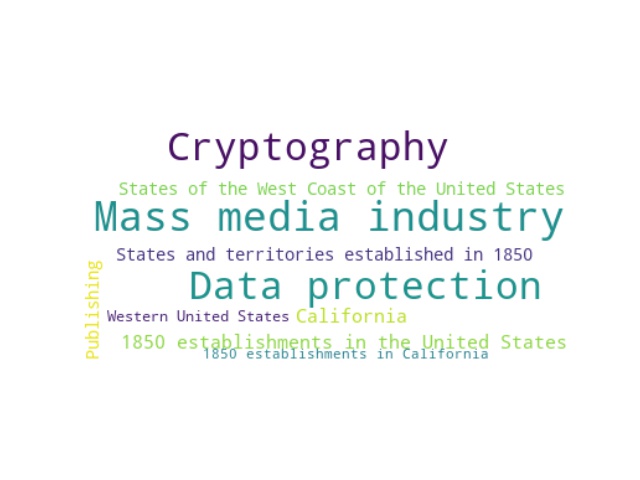 Cryptography
States of the West Coast of the United States
Mass media industry
States and territories established in 1850
Data protection
Publishing
Western United States
California
1850 establishments in the United States
1850 establishments in California